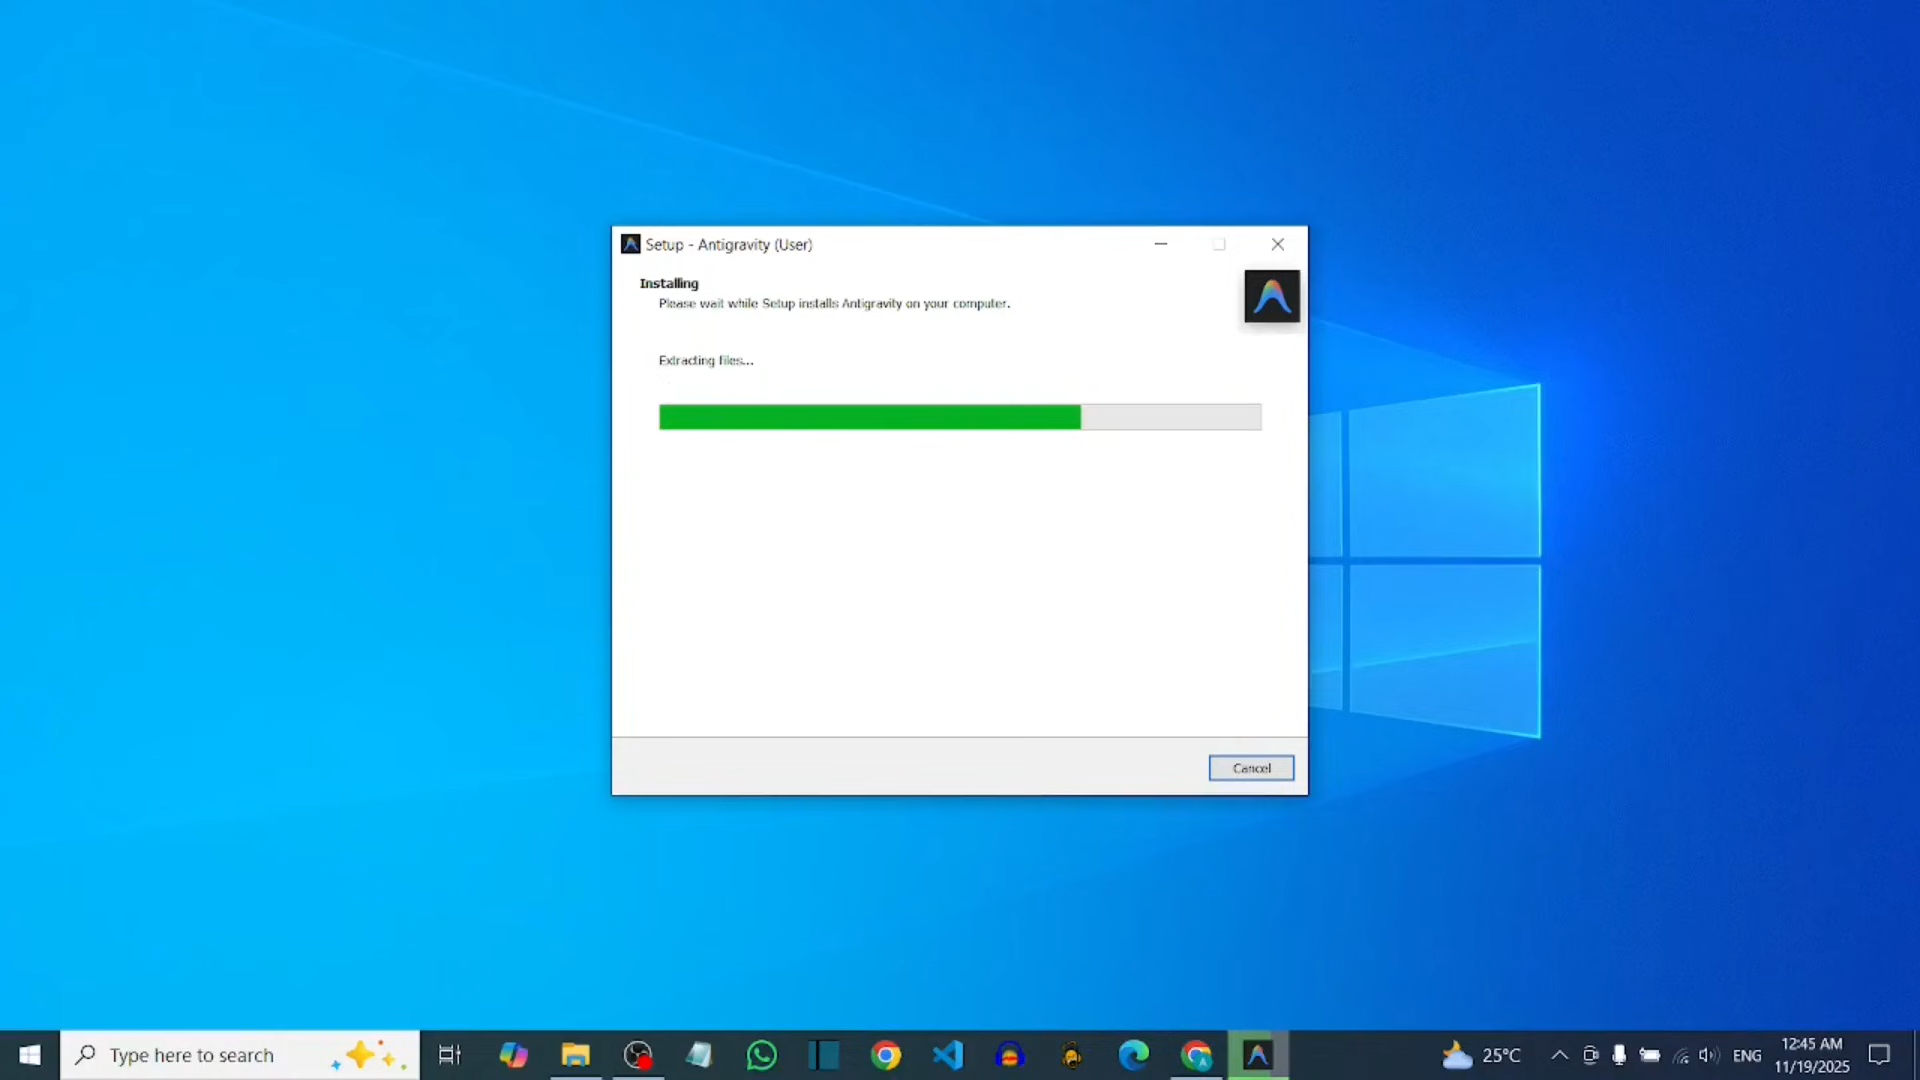 Setup - Antigravity (User)
Installing
Please wait while Setup installs Antigravity on your computer.
Extracting files...
Cancel
Type here to search
25°C
ENG
12:45 AM
11/19/2025